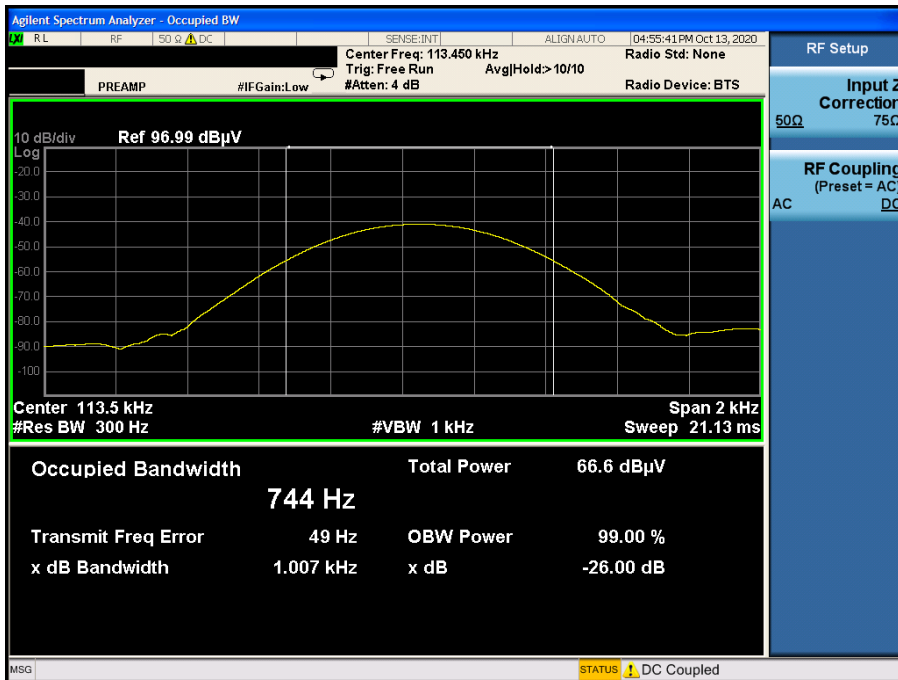 Agilent Spectrum Analyzer - Occupied BW
LXI RL RF 50 Ω DC SENSE:INT ALIGN AUTO 04:55:41 PM Oct 13, 2020
Center Freq: 113.450 kHz Radio Std: None
Trig: Free Run Avg|Hold:> 10/10
PREAMP #IFGain:Low #Atten: 4 dB Radio Device: BTS
RF Setup
Input Z
Correction
50Ω 75Ω
RF Coupling
(Preset = AC)
AC DC
10 dB/div Ref 96.99 dBµV
Log
-20.0
-30.0
-40.0
-50.0
-60.0
-70.0
-80.0
-90.0
-100
Center 113.5 kHz Span 2 kHz
#Res BW 300 Hz #VBW 1 kHz Sweep 21.13 ms
Occupied Bandwidth Total Power 66.6 dBµV
744 Hz
Transmit Freq Error 49 Hz OBW Power 99.00 %
x dB Bandwidth 1.007 kHz x dB -26.00 dB
MSG STATUS DC Coupled